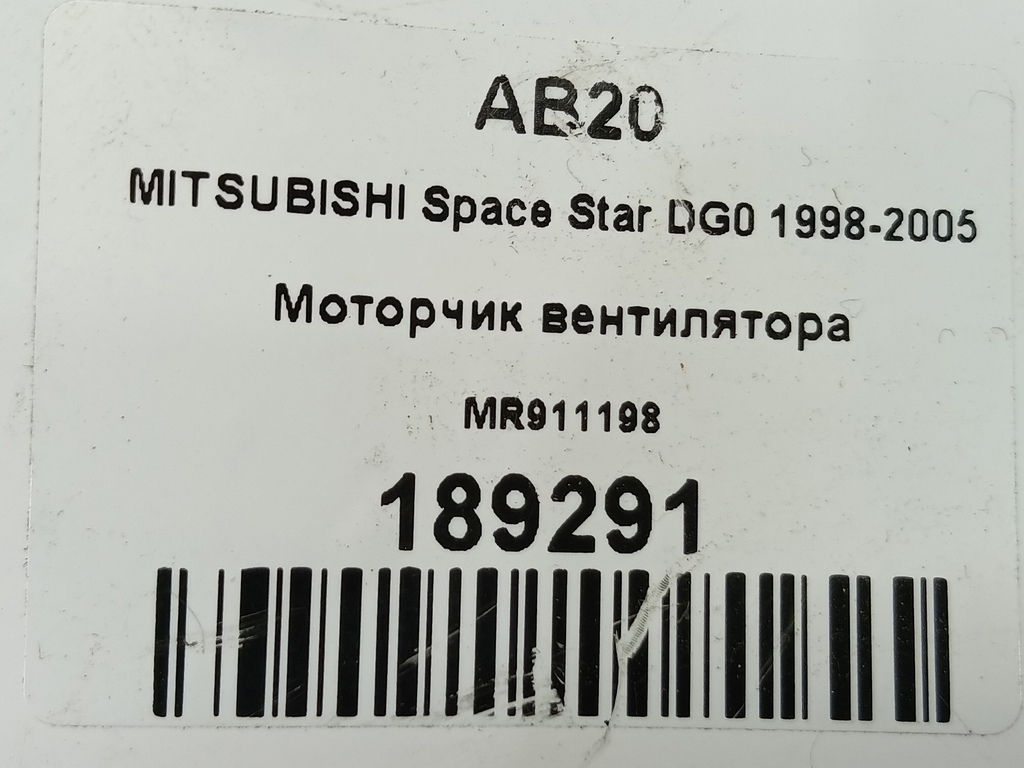 AB20
MITSUBISHI Space Star DG0 1998-2005
Моторчик вентилятора
MR911198
189291